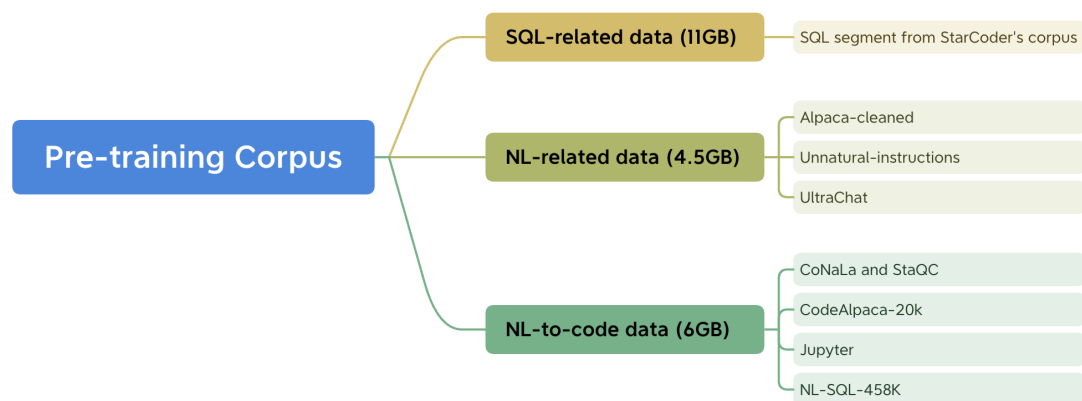 Pre-training Corpus
SQL-related data (11GB)
SQL segment from StarCoder's corpus
NL-related data (4.5GB)
Alpaca-cleaned
Unnatural-instructions
UltraChat
NL-to-code data (6GB)
CoNaLa and StaQC
CodeAlpaca-20k
Jupyter
NL-SQL-458K